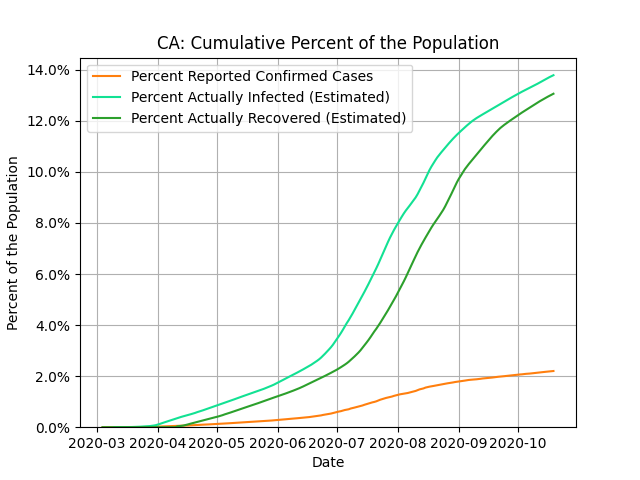 CA: Cumulative Percent of the Population
Percent Reported Confirmed Cases
Percent Actually Infected (Estimated)
Percent Actually Recovered (Estimated)
Percent of the Population
14.0%
12.0%
10.0%
8.0%
6.0%
4.0%
2.0%
0.0%
2020-03 2020-04 2020-05 2020-06 2020-07 2020-08 2020-09 2020-10
Date